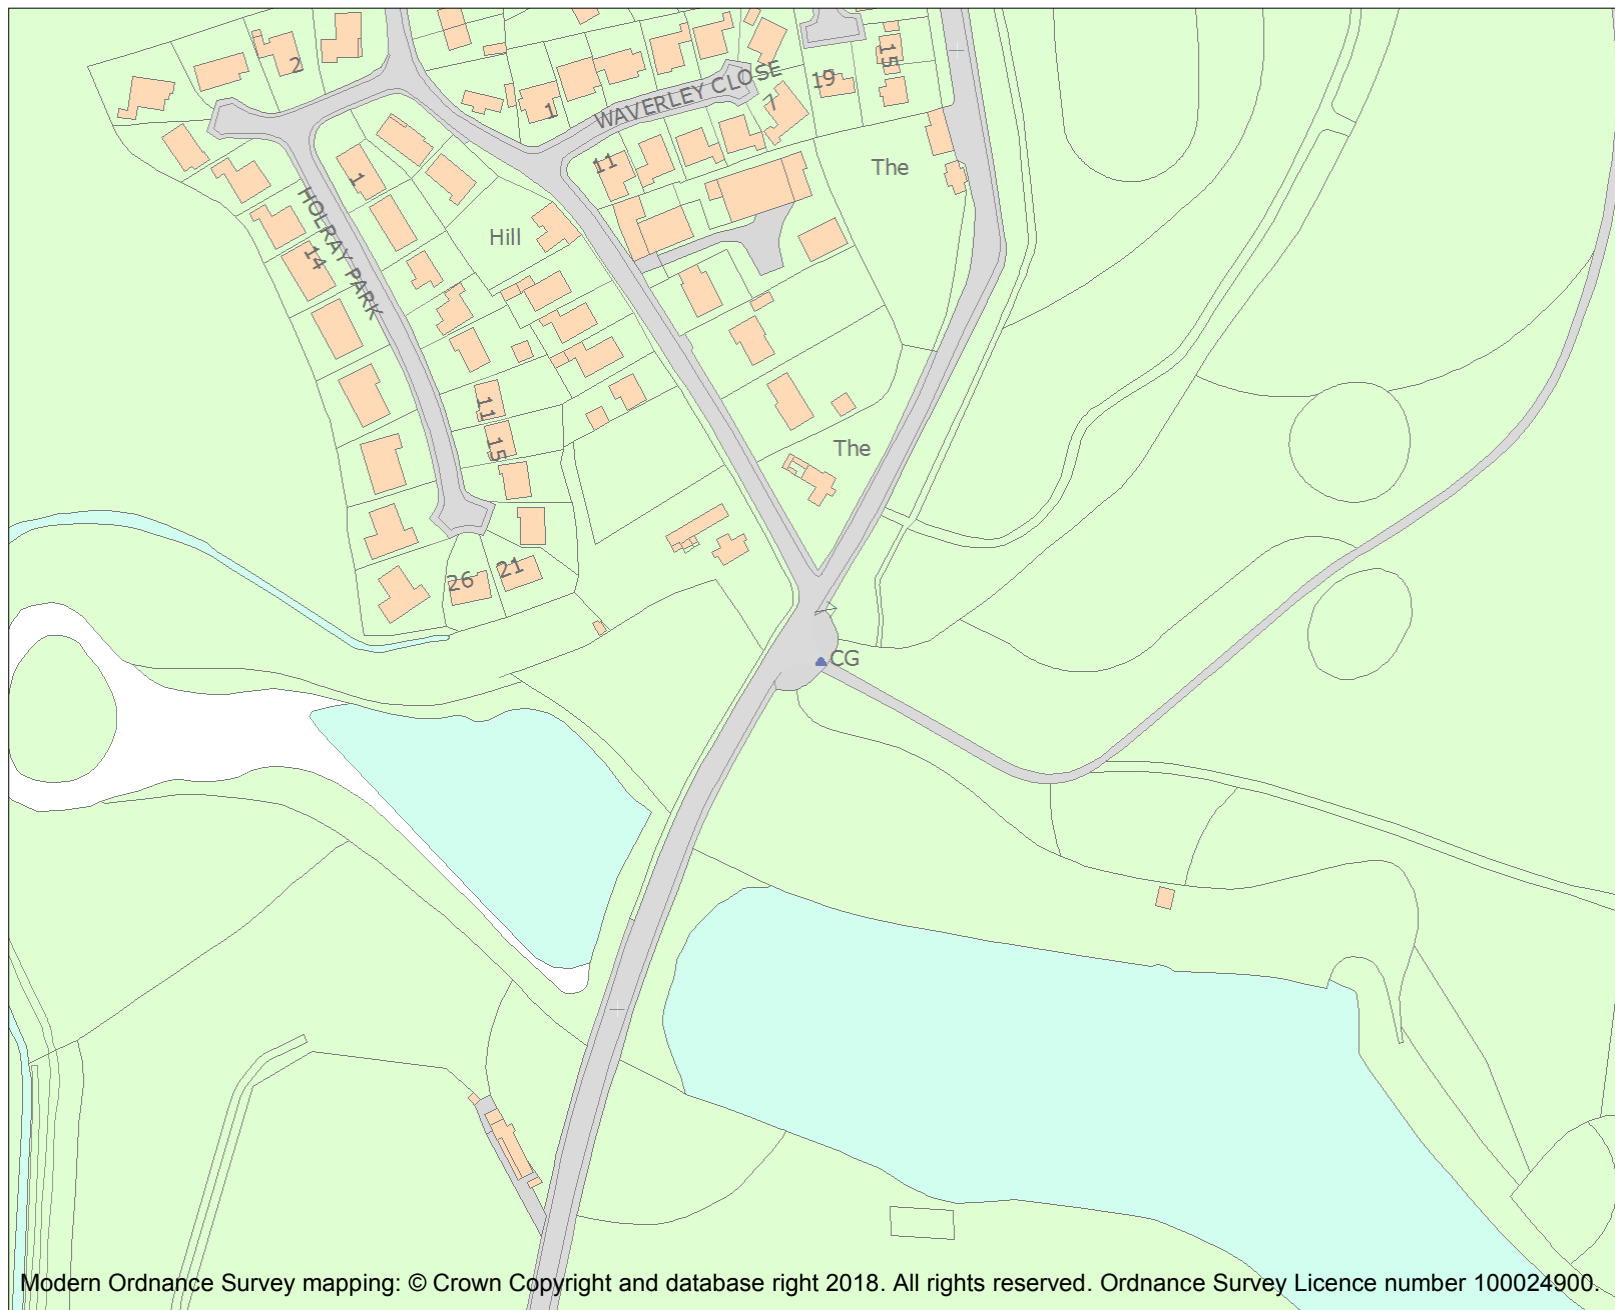 2
15
19
WAVERLEY CLOSE
7
1
11
The
1
HOLRAY PARK
Hill
14
11
15
The
26
21
CG
Modern Ordnance Survey mapping: © Crown Copyright and database right 2018. All rights reserved. Ordnance Survey Licence number 100024900.